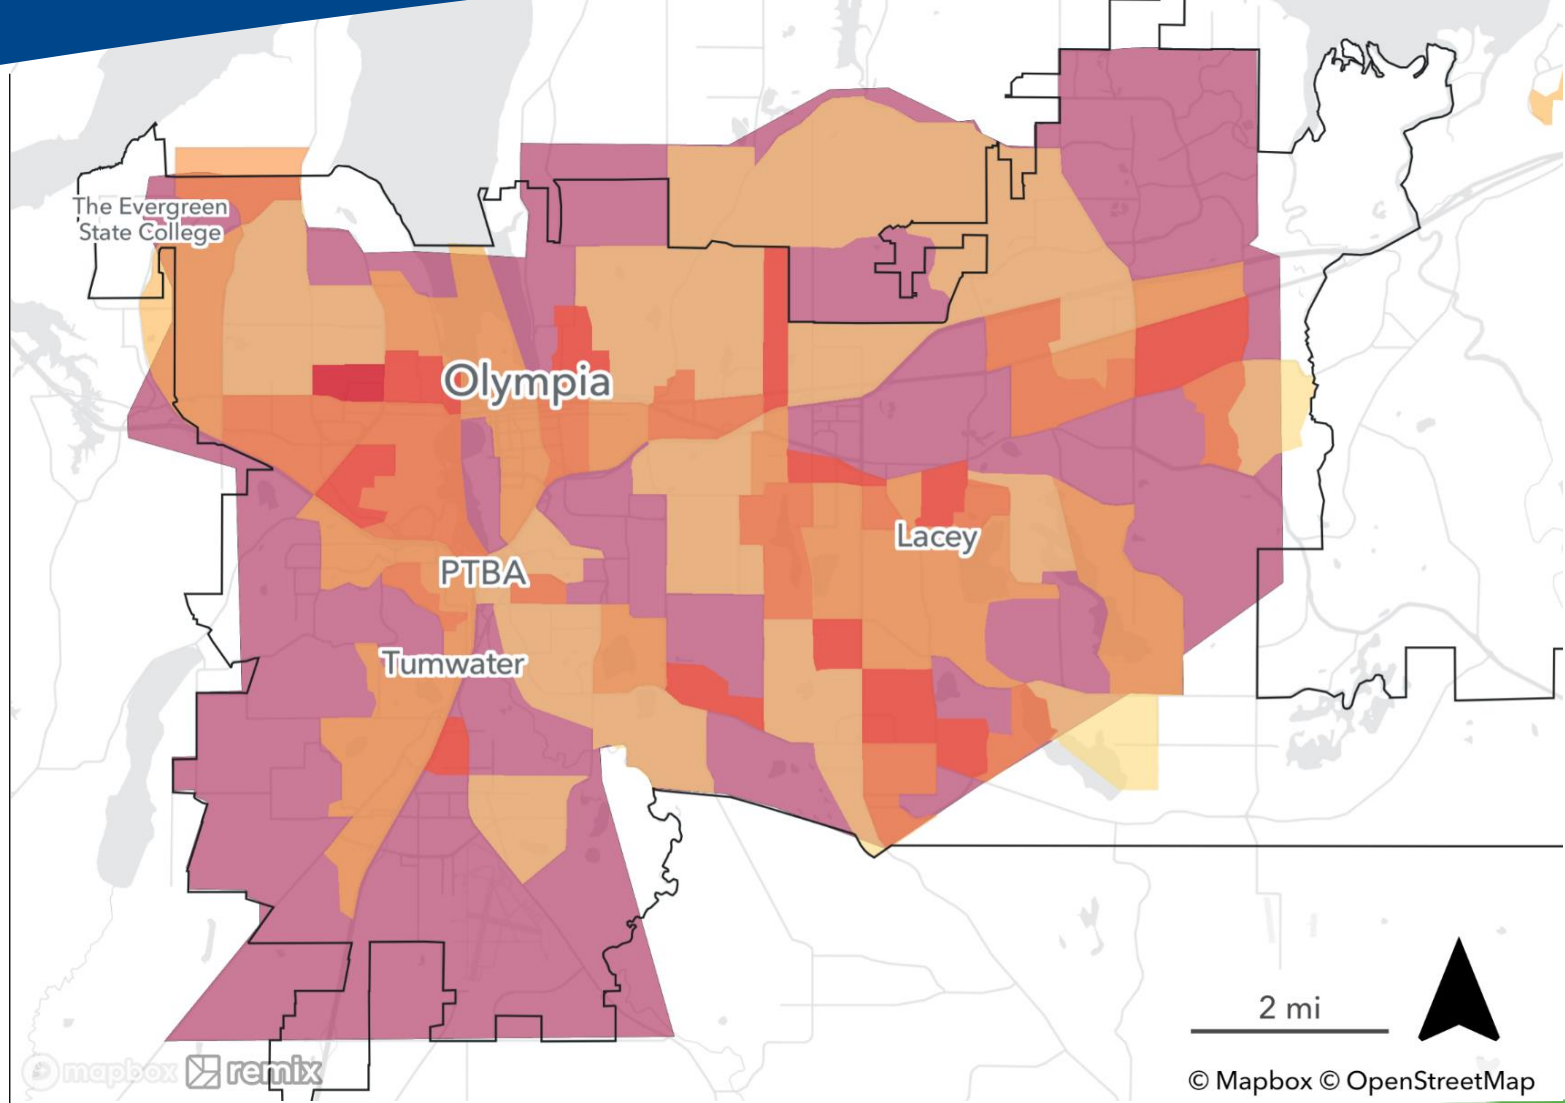 The Evergreen
State College
Olympia
Lacey
PTBA
Tumwater
2 mi
mapbox remix
© Mapbox © OpenStreetMap